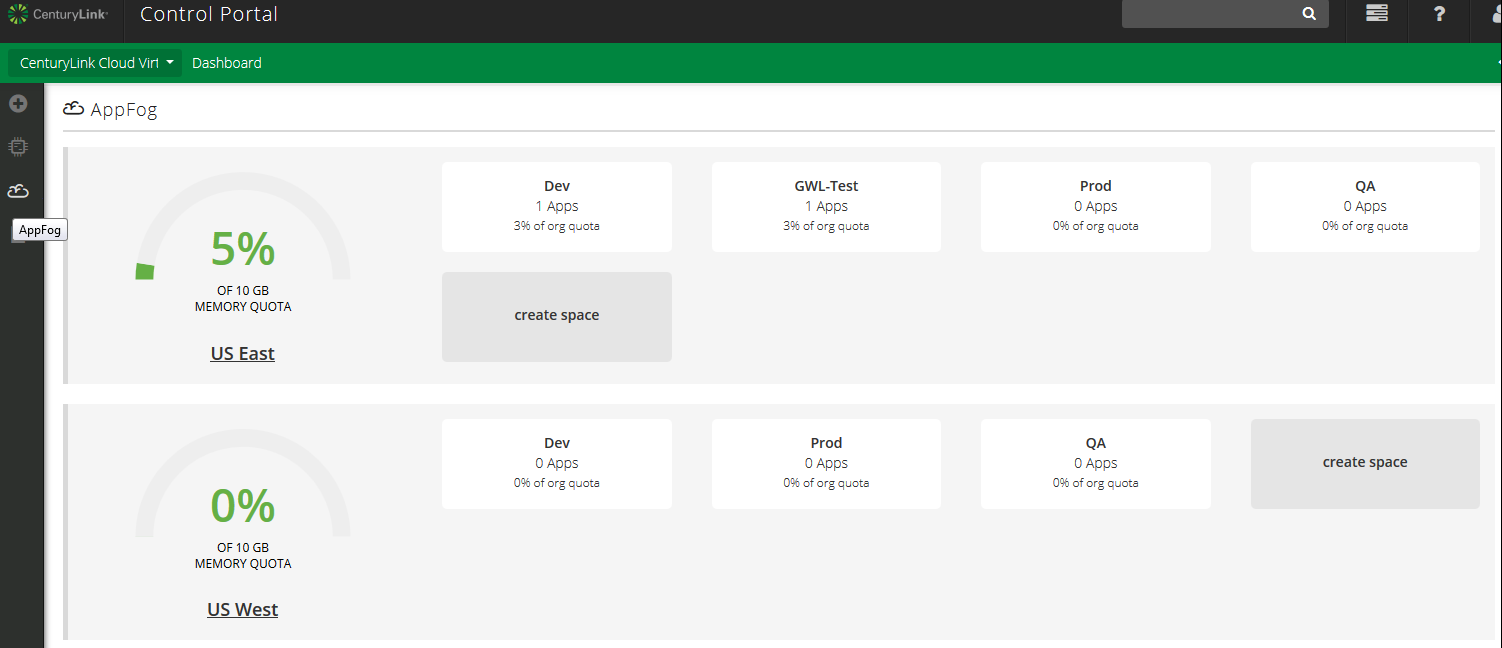 CenturyLink Control Portal
CenturyLink Cloud Virt Dashboard
AppFog
AppFog
5%
OF 10 GB
MEMORY QUOTA
US East
Dev
1 Apps
3% of org quota
GWL-Test
1 Apps
3% of org quota
Prod
0 Apps
0% of org quota
QA
0 Apps
0% of org quota
create space
0%
OF 10 GB
MEMORY QUOTA
US West
Dev
0 Apps
0% of org quota
Prod
0 Apps
0% of org quota
QA
0 Apps
0% of org quota
create space